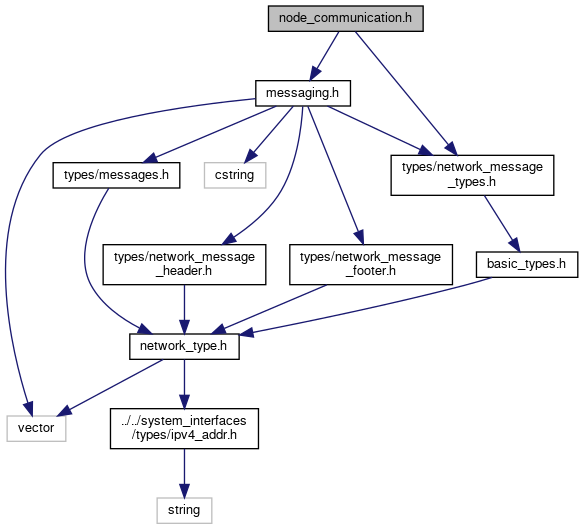 node_communication.h
messaging.h
types/messages.h
cstring
types/network_message
_types.h
types/network_message
_header.h
types/network_message
_footer.h
basic_types.h
network_type.h
vector
../../system_interfaces
/types/ipv4_addr.h
string